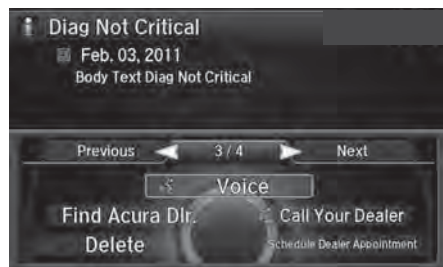 Diag Not Critical
Feb. 03, 2011
Body Text Diag Not Critical
Previous 3 / 4 Next
Voice
Find Acura Dlr. Call Your Dealer
Delete Schedule Dealer Appointment